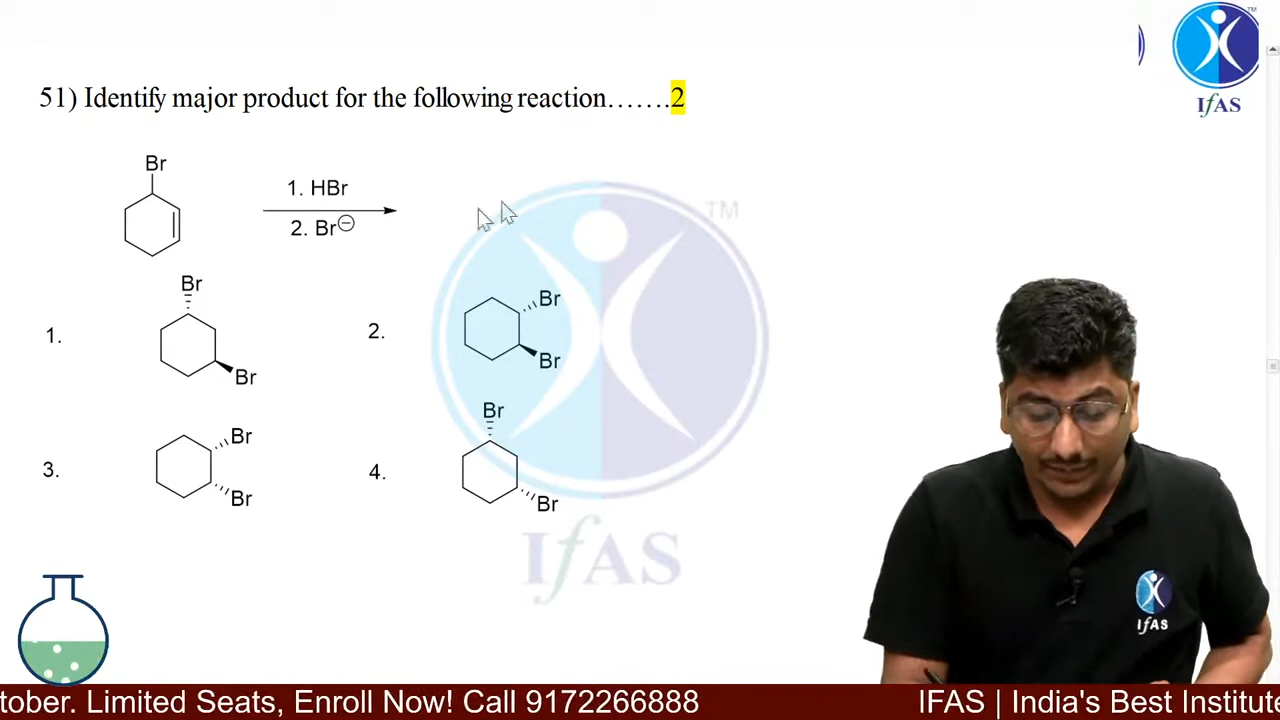 IfAS
51) Identify major product for the following reaction…….2
Br
1. HBr
2. Br⊖
TM
Br
Br
1.
Br
2.
Br
Br
Br
3.
Br
Br
4.
Br
IfAS
IfAS
tober. Limited Seats, Enroll Now! Call 9172266888
IFAS | India's Best Institute